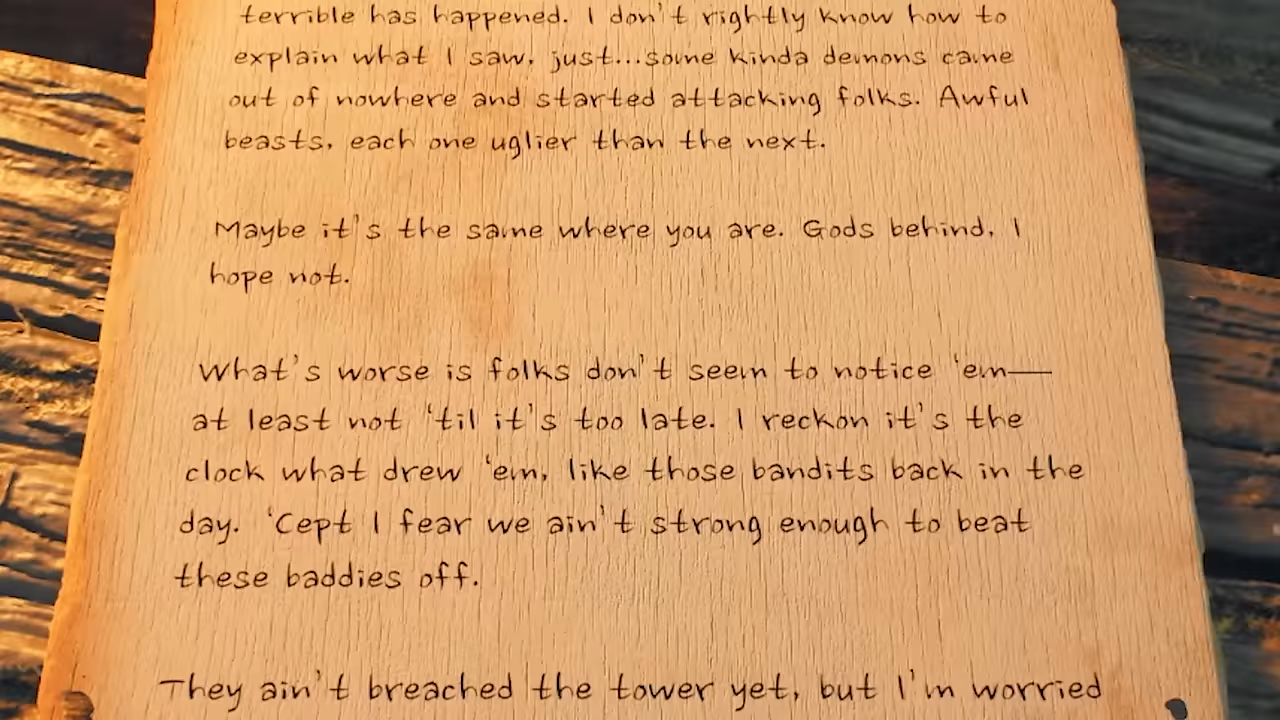 terrible has happened. I don't rightly know how to
explain what I saw, just...some kinda demons came
out of nowhere and started attacking folks. Awful
beasts, each one uglier than the next.
Maybe it's the same where you are. Gods behind, I
hope not.
What's worse is folks don't seem to notice 'em—
at least not 'til it's too late. I reckon it's the
clock what drew 'em, like those bandits back in the
day. 'Cept I fear we ain't strong enough to beat
these baddies off.
They ain't breached the tower yet, but I'm worried